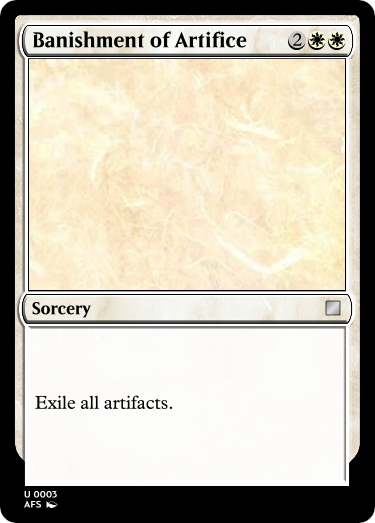 Banishment of Artifice 2
Sorcery
Exile all artifacts.
U 0003
AFS